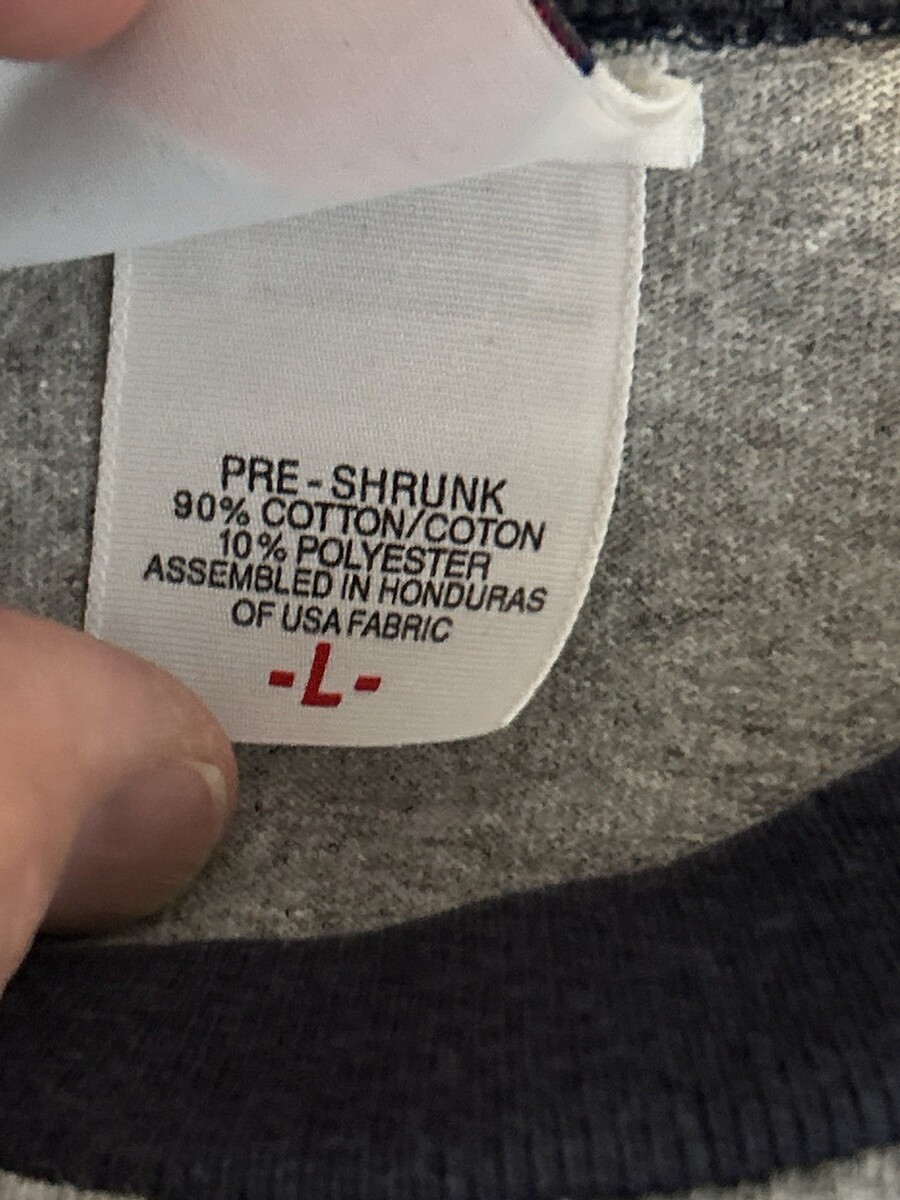 PRE-SHRUNK
90% COTTON/COTON
10% POLYESTER
ASSEMBLED IN HONDURAS
OF USA FABRIC
-L-